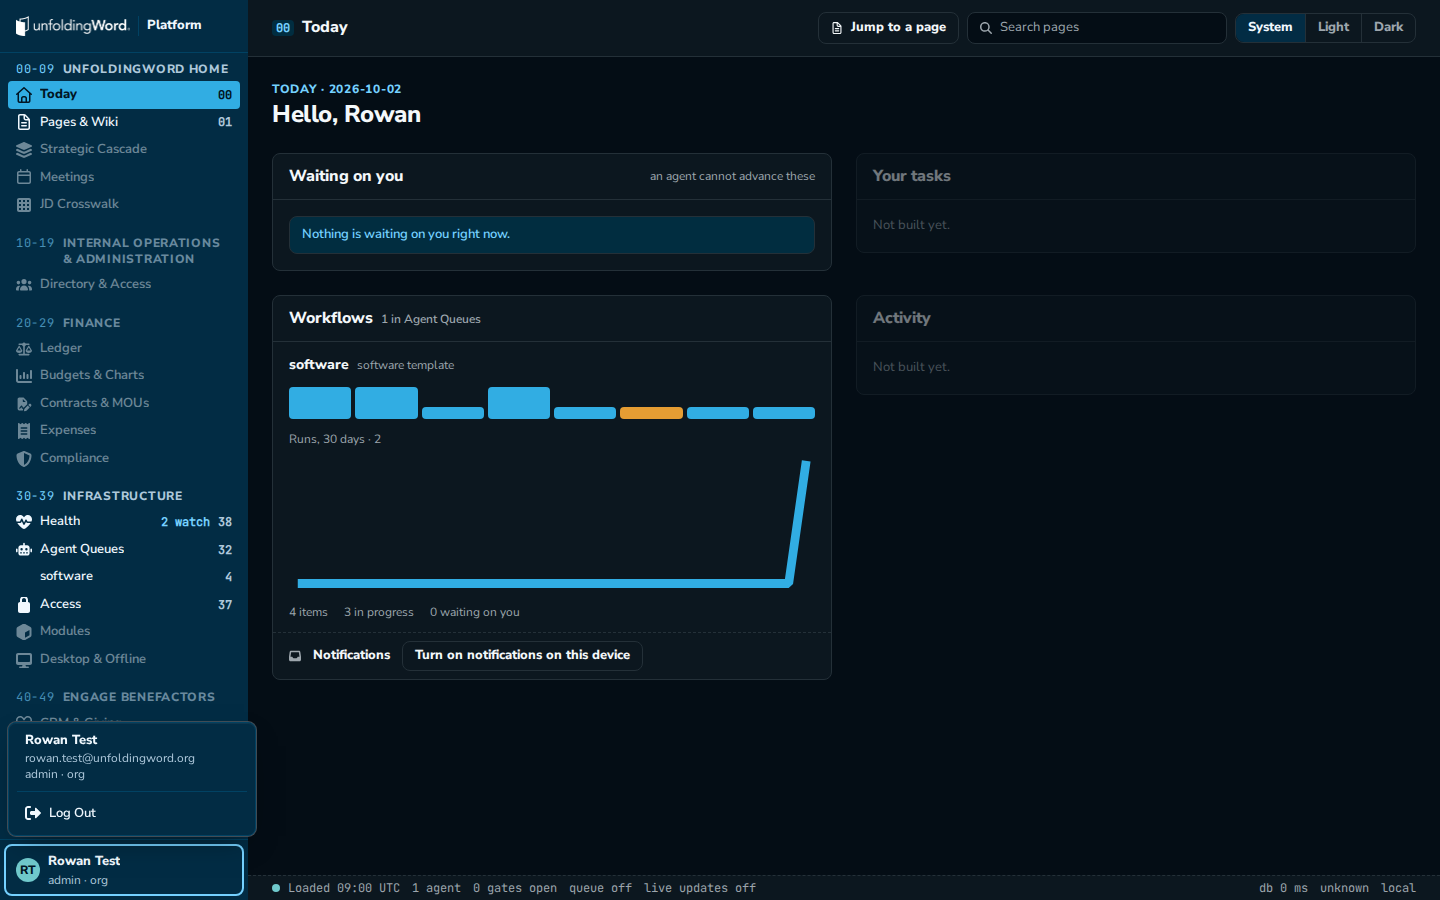 unfoldingWord
Platform
00-09 UNFOLDINGWORD HOME
Today 00
Pages & Wiki 01
Strategic Cascade
Meetings
JD Crosswalk
10-19 INTERNAL OPERATIONS
& ADMINISTRATION
Directory & Access
20-29 FINANCE
Ledger
Budgets & Charts
Contracts & MOUs
Expenses
Compliance
30-39 INFRASTRUCTURE
Health 2 watch 38
Agent Queues 32
software 4
Access 37
Modules
Desktop & Offline
40-49 ENGAGE BENEFACTORS
Rowan Test
rowan.test@unfoldingword.org
admin · org
Log Out
RT
Rowan Test
admin · org
00 Today
Jump to a page
Search pages
System Light Dark
TODAY · 2026-10-02
Hello, Rowan
Waiting on you
an agent cannot advance these
Nothing is waiting on you right now.
Your tasks
Not built yet.
Workflows 1 in Agent Queues
software software template
Runs, 30 days · 2
4 items 3 in progress 0 waiting on you
Notifications
Turn on notifications on this device
Activity
Not built yet.
Loaded 09:00 UTC 1 agent 0 gates open queue off live updates off
db 0 ms unknown local